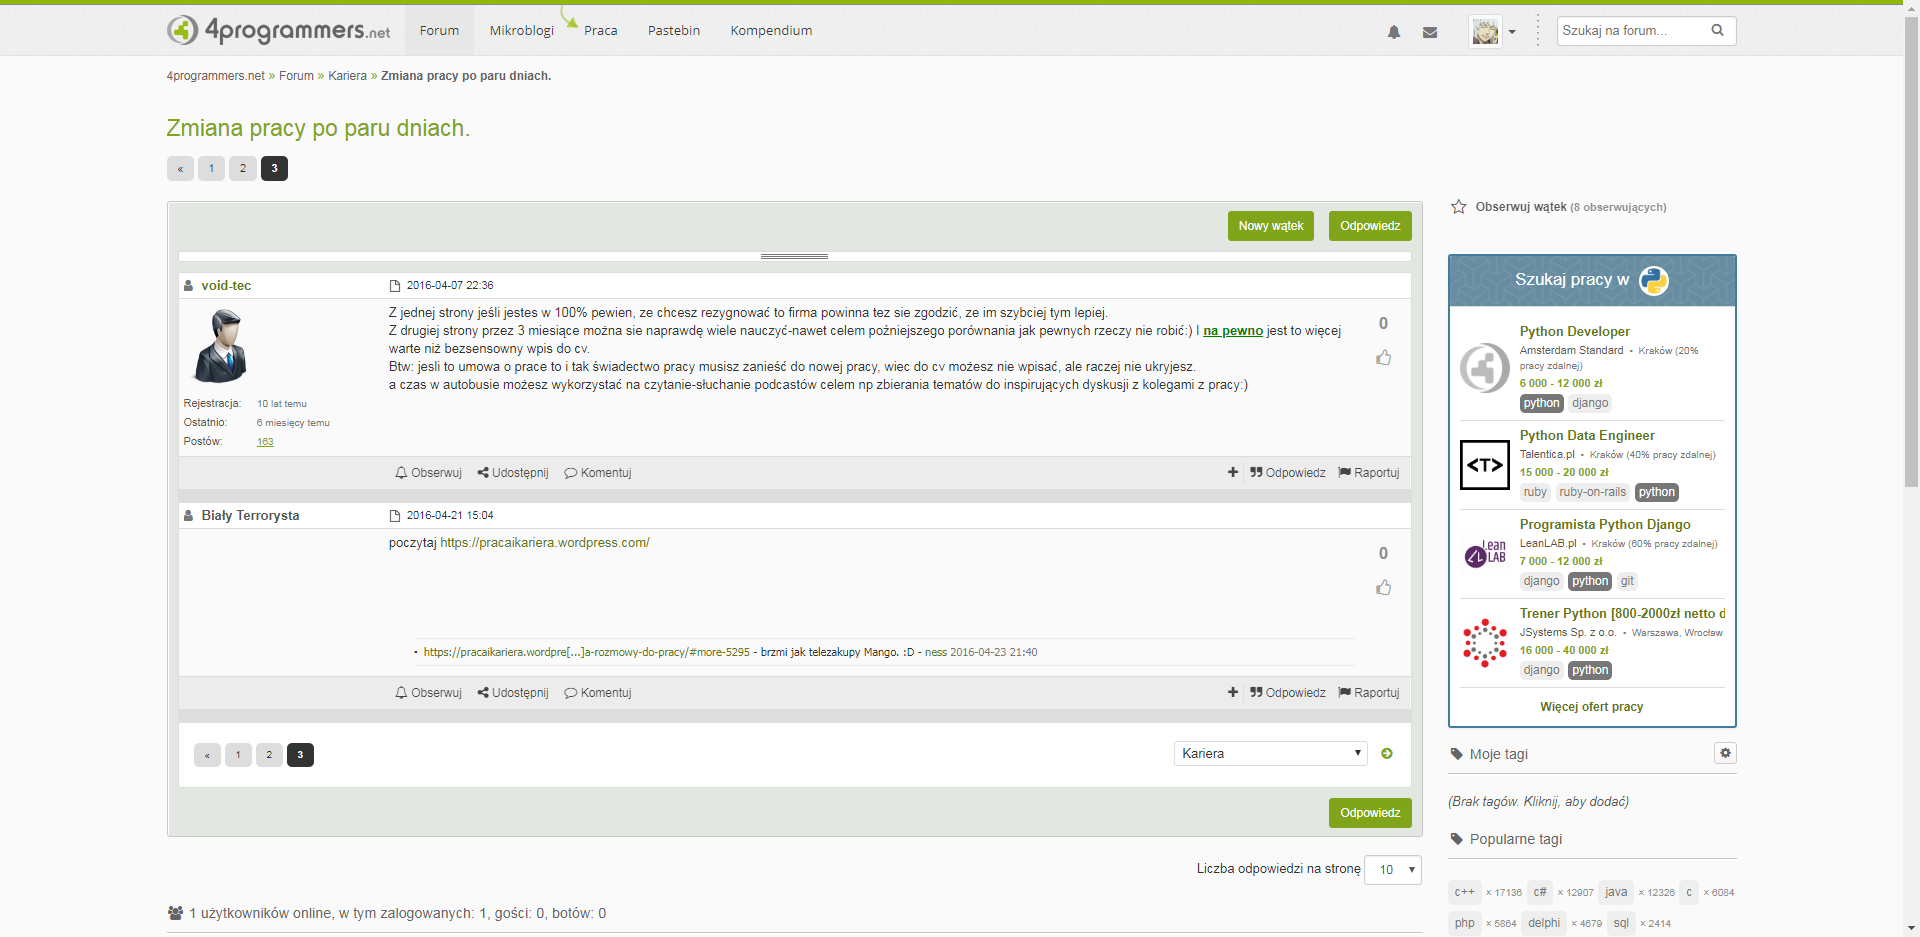 4programmers.net
Forum
Mikroblogi
Praca
Pastebin
Kompendium
Szukaj na forum...
4programmers.net » Forum » Kariera » Zmiana pracy po paru dniach.
Zmiana pracy po paru dniach.
« 1 2 3
Obserwuj wątek (8 obserwujących)
Nowy wątek
Odpowiedz
void-tec
2016-04-07 22:36
Z jednej strony jeśli jestes w 100% pewien, ze chcesz rezygnować to firma powinna tez sie zgodzić, ze im szybciej tym lepiej.
Z drugiej strony przez 3 miesiące można sie naprawdę wiele nauczyć-nawet celem poźniejszego porównania jak pewnych rzeczy nie robić:) I na pewno jest to więcej
warte niż bezsensowny wpis do cv.
Btw: jesli to umowa o prace to i tak świadectwo pracy musisz zanieść do nowej pracy, wiec do cv możesz nie wpisać, ale raczej nie ukryjesz.
a czas w autobusie możesz wykorzystać na czytanie-słuchanie podcastów celem np zbierania tematów do inspirujących dyskusji z kolegami z pracy:)
0
Rejestracja: 10 lat temu
Ostatnio: 6 miesięcy temu
Postów: 163
Obserwuj Udostępnij Komentuj
Odpowiedz Raportuj
Biały Terrorysta
2016-04-21 15:04
poczytaj https://pracaikariera.wordpress.com/
0
• https://pracaikariera.wordpre[...]a-rozmowy-do-pracy/#more-5295 - brzmi jak telezakupy Mango. :D - ness 2016-04-23 21:40
Obserwuj Udostępnij Komentuj
Odpowiedz Raportuj
« 1 2 3
Kariera
Odpowiedz
Liczba odpowiedzi na stronę 10
1 użytkowników online, w tym zalogowanych: 1, gości: 0, botów: 0
Szukaj pracy w
Python Developer
Amsterdam Standard • Kraków (20%
pracy zdalnej)
6 000 - 12 000 zł
python django
<T>
Python Data Engineer
Talentica.pl • Kraków (40% pracy zdalnej)
15 000 - 20 000 zł
ruby ruby-on-rails python
Lean
LAB
Programista Python Django
LeanLAB.pl • Kraków (60% pracy zdalnej)
7 000 - 12 000 zł
django python git
Trener Python [800-2000zł netto d
JSystems Sp. z o.o. • Warszawa, Wrocław
16 000 - 40 000 zł
django python
Więcej ofert pracy
Moje tagi
(Brak tagów. Kliknij, aby dodać)
Popularne tagi
c++ × 17136 c# × 12907 java × 12326 c × 6084
php × 5864 delphi × 4679 sql × 2414